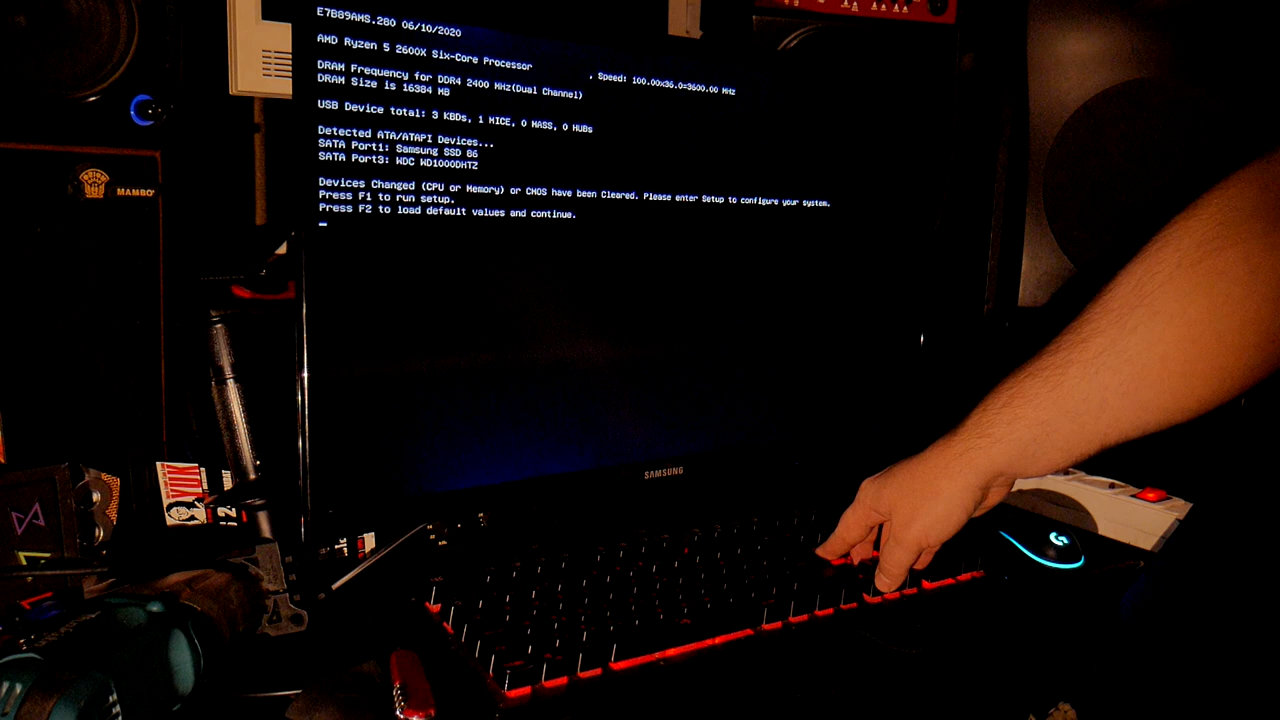 E7B89AMS.280 06/10/2020
AMD Ryzen 5 2600X Six-Core Processor , Speed: 100.00x36.0=3600.00 MHz
DRAM Frequency for DDR4 2400 MHz(Dual Channel)
DRAM Size is 16384 MB
USB Device total: 3 KBDs, 1 MICE, 0 MASS, 0 HUBs
Detected ATA/ATAPI Devices...
SATA Port1: Samsung SSD 86
SATA Port3: WDC WD1000DHTZ
Devices Changed (CPU or Memory) or CMOS have been Cleared. Please enter Setup to configure your system.
Press F1 to run setup.
Press F2 to load default values and continue.
MAMBO
SAMSUNG
YUK